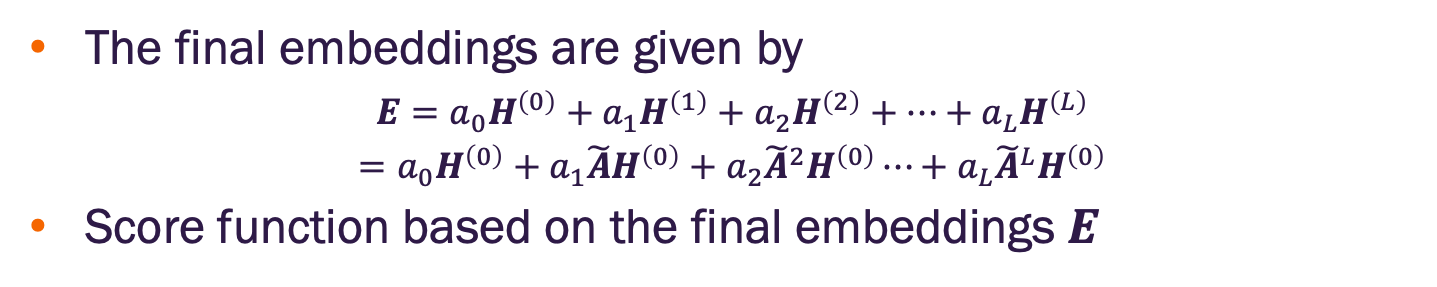 • The final embeddings are given by
𝑬 = 𝑎₀𝑯⁽⁰⁾ + 𝑎₁𝑯⁽¹⁾ + 𝑎₂𝑯⁽²⁾ + ⋯ + 𝑎_L𝑯⁽ᴸ⁾
= 𝑎₀𝑯⁽⁰⁾ + 𝑎₁𝑨̃𝑯⁽⁰⁾ + 𝑎₂𝑨̃²𝑯⁽⁰⁾ ⋯ + 𝑎_L𝑨̃ᴸ𝑯⁽⁰⁾
• Score function based on the final embeddings 𝑬